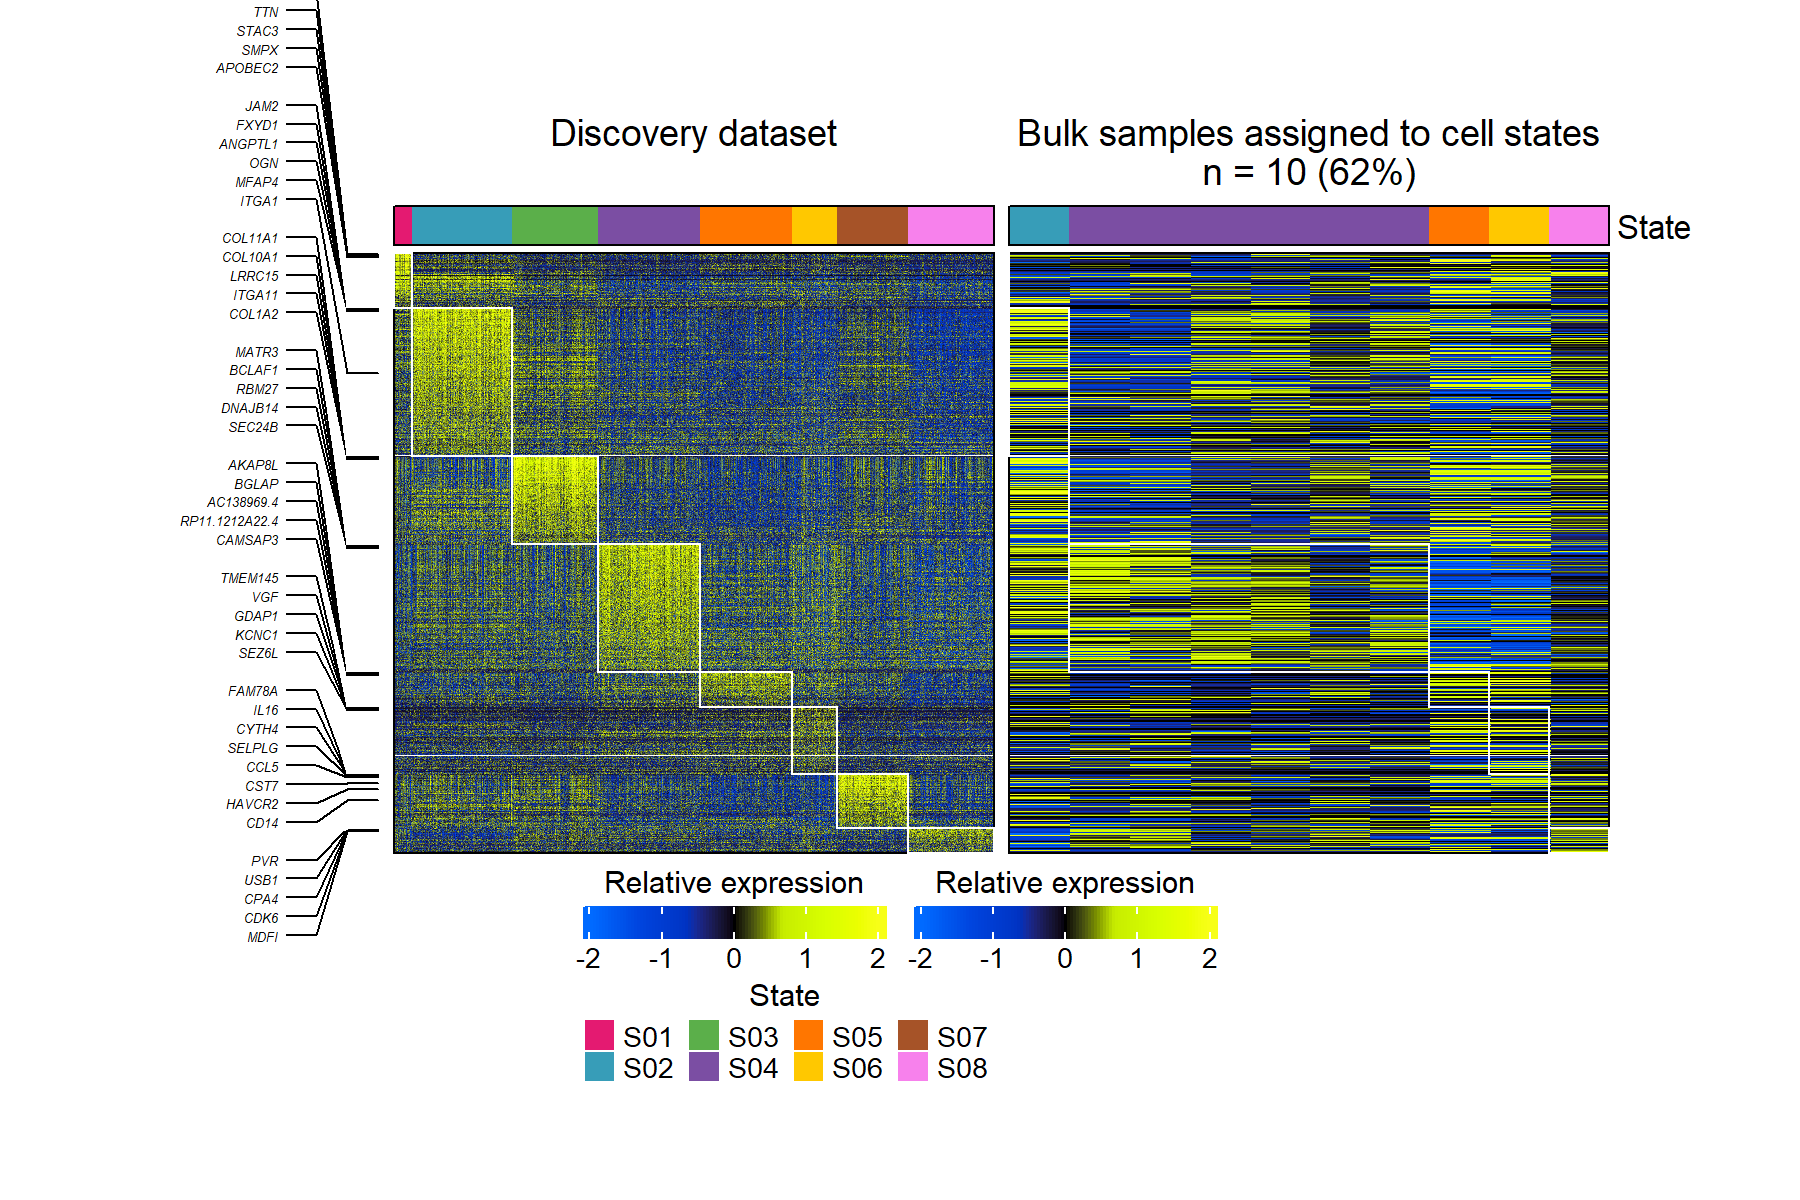 TTN
STAC3
SMPX
APOBEC2
JAM2
FXYD1
ANGPTL1
OGN
MFAP4
ITGA1
COL11A1
COL10A1
LRRC15
ITGA11
COL1A2
MATR3
BCLAF1
RBM27
DNAJB14
SEC24B
AKAP8L
BGLAP
AC138969.4
RP11.1212A22.4
CAMSAP3
TMEM145
VGF
GDAP1
KCNC1
SEZ6L
FAM78A
IL16
CYTH4
SELPLG
CCL5
CST7
HAVCR2
CD14
PVR
USB1
CPA4
CDK6
MDFI
Discovery dataset
Bulk samples assigned to cell states
n = 10 (62%)
State
Relative expression
-2 -1 0 1 2
Relative expression
-2 -1 0 1 2
State
S01 S03 S05 S07
S02 S04 S06 S08